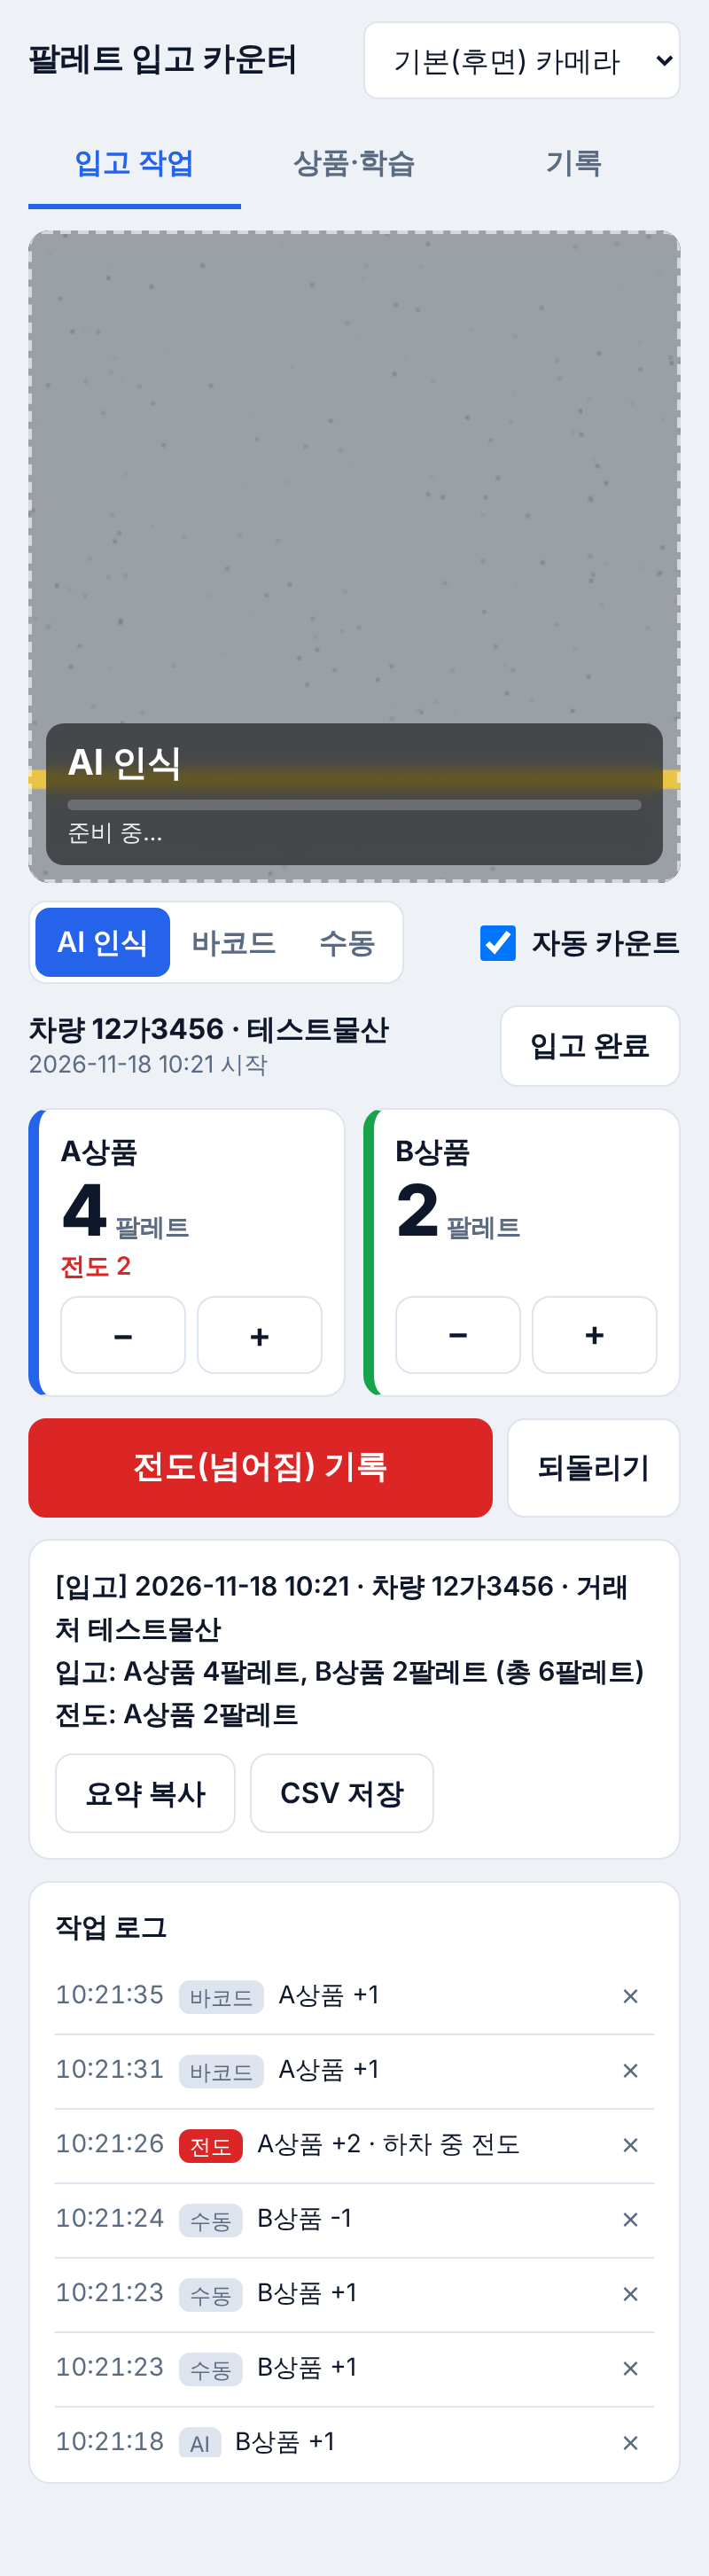 팔레트 입고 카운터
기본(후면) 카메라
입고 작업
상품·학습
기록
AI 인식
준비 중...
AI 인식
바코드
수동
자동 카운트
차량 12가3456 · 테스트물산
2026-11-18 10:21 시작
입고 완료
A상품
4 팔레트
전도 2
− +
B상품
2 팔레트
− +
전도(넘어짐) 기록
되돌리기
[입고] 2026-11-18 10:21 · 차량 12가3456 · 거래
처 테스트물산
입고: A상품 4팔레트, B상품 2팔레트 (총 6팔레트)
전도: A상품 2팔레트
요약 복사
CSV 저장
작업 로그
10:21:35 바코드 A상품 +1 ×
10:21:31 바코드 A상품 +1 ×
10:21:26 전도 A상품 +2 · 하차 중 전도 ×
10:21:24 수동 B상품 -1 ×
10:21:23 수동 B상품 +1 ×
10:21:23 수동 B상품 +1 ×
10:21:18 AI B상품 +1 ×